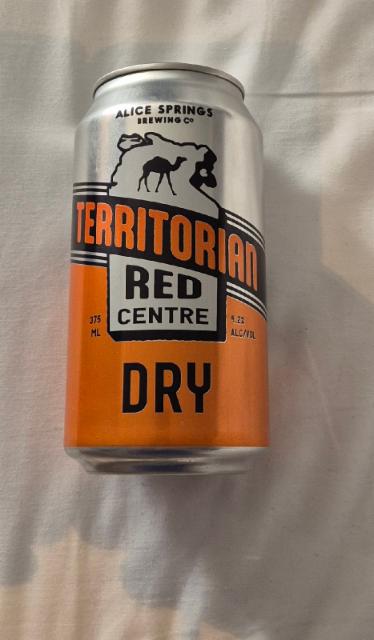 ALICE SPRINGS
BREWING Cº
TERRITORIAN
RED
CENTRE
375
ML
4.2%
ALC/VOL
DRY